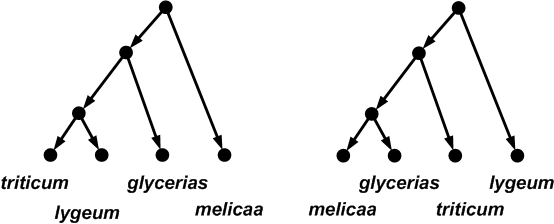 triticum
lygeum
glycerias
melicaa
melicaa
glycerias
triticum
lygeum